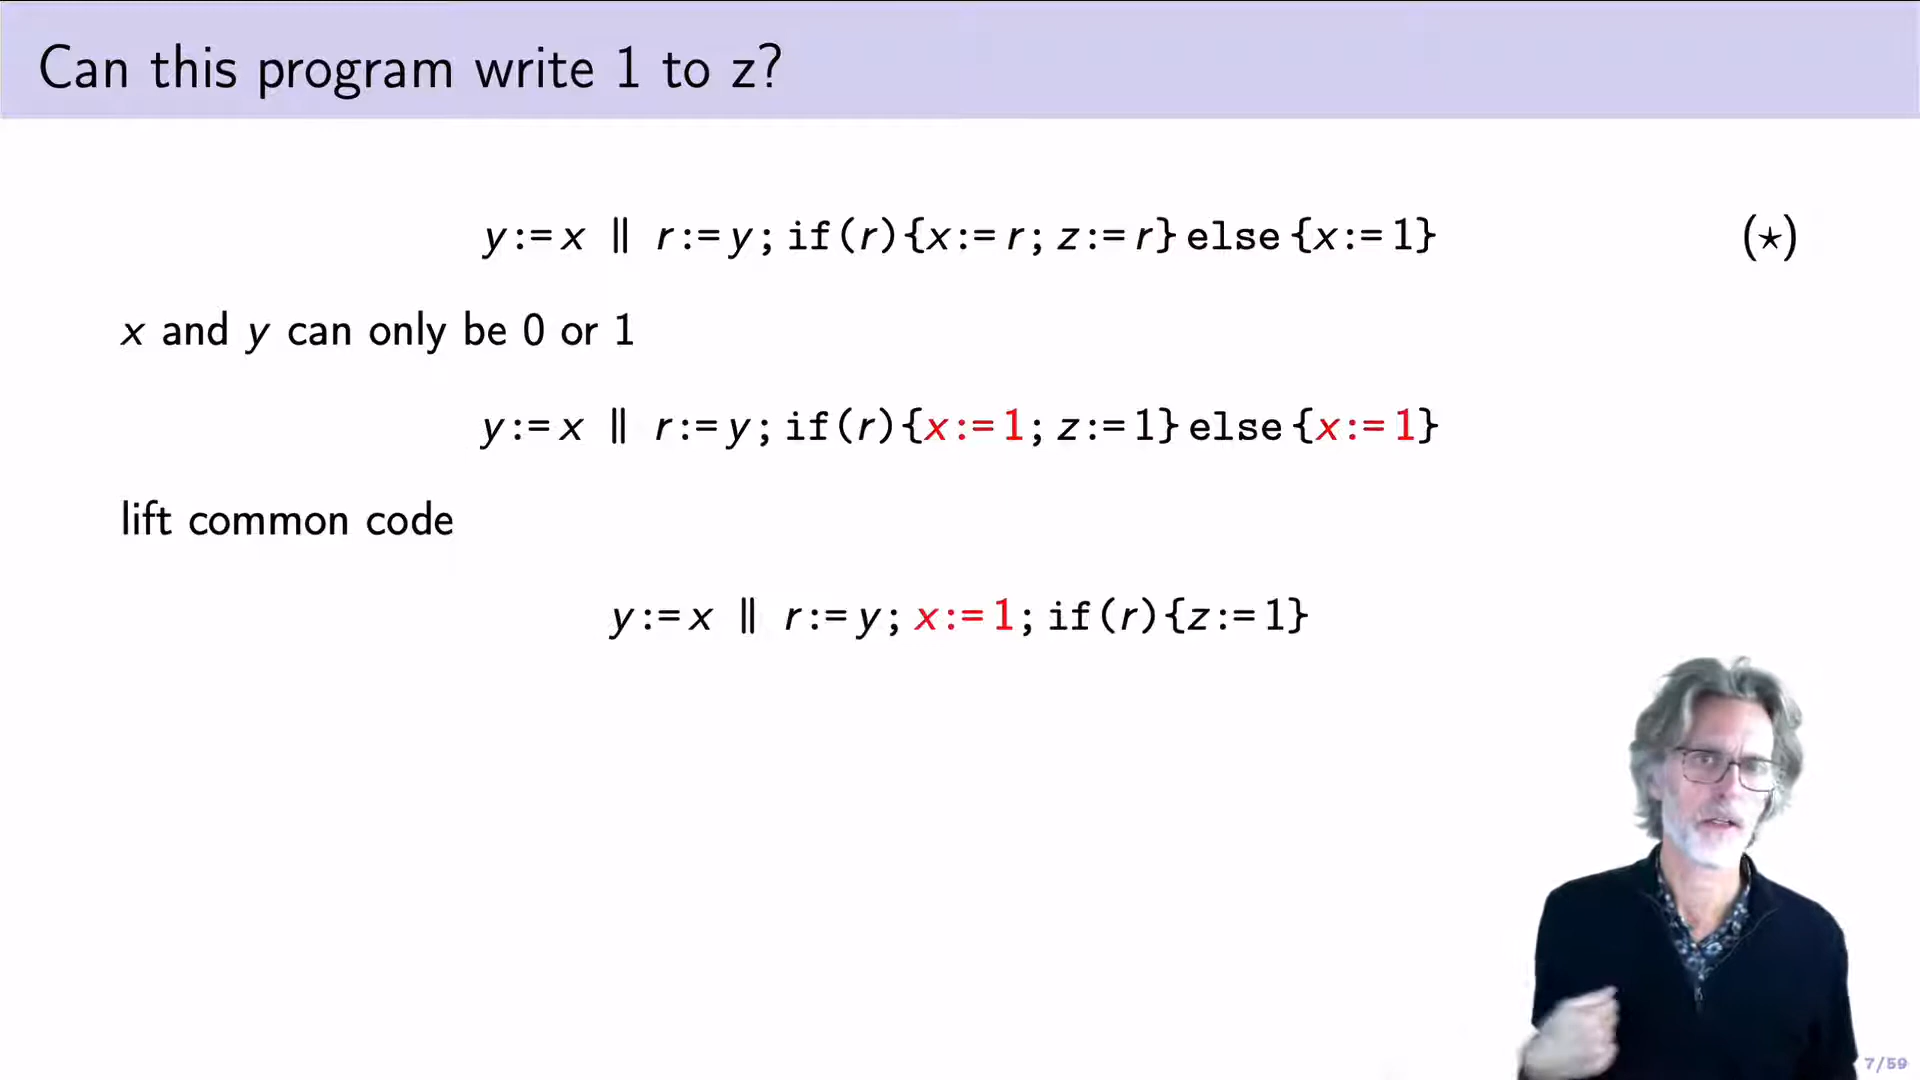 Can this program write 1 to z?
y := x ∥ r := y; if(r){x := r; z := r} else {x := 1} (⋆)
x and y can only be 0 or 1
y := x ∥ r := y; if(r){x := 1; z := 1} else {x := 1}
lift common code
y := x ∥ r := y; x := 1; if(r){z := 1}
7/59